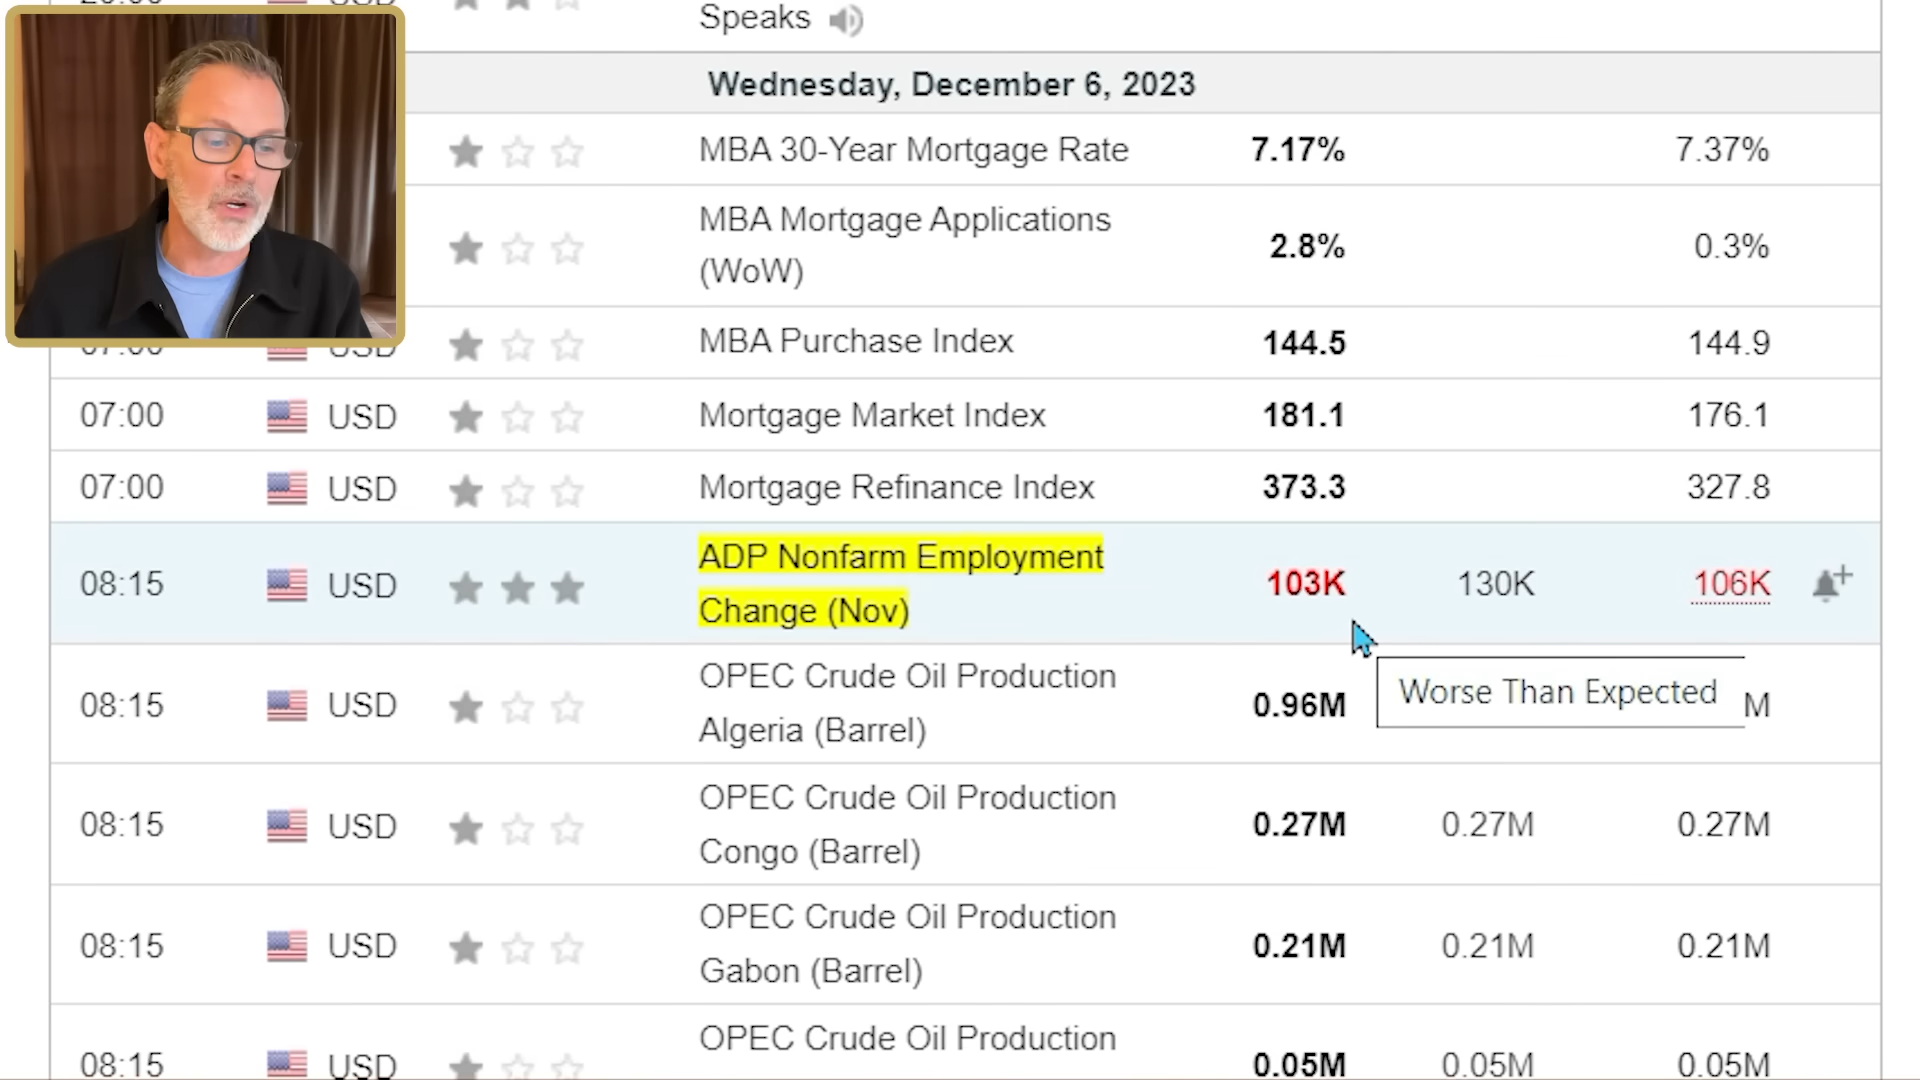 Speaks
Wednesday, December 6, 2023
MBA 30-Year Mortgage Rate 7.17% 7.37%
MBA Mortgage Applications
(WoW) 2.8% 0.3%
07:00 USD MBA Purchase Index 144.5 144.9
07:00 USD Mortgage Market Index 181.1 176.1
07:00 USD Mortgage Refinance Index 373.3 327.8
ADP Nonfarm Employment
08:15 USD 103K 130K 106K
Change (Nov)
Worse Than Expected
OPEC Crude Oil Production
08:15 USD 0.96M M
Algeria (Barrel)
OPEC Crude Oil Production
08:15 USD 0.27M 0.27M 0.27M
Congo (Barrel)
OPEC Crude Oil Production
08:15 USD 0.21M 0.21M 0.21M
Gabon (Barrel)
OPEC Crude Oil Production
08:15 USD 0.05M 0.05M 0.05M